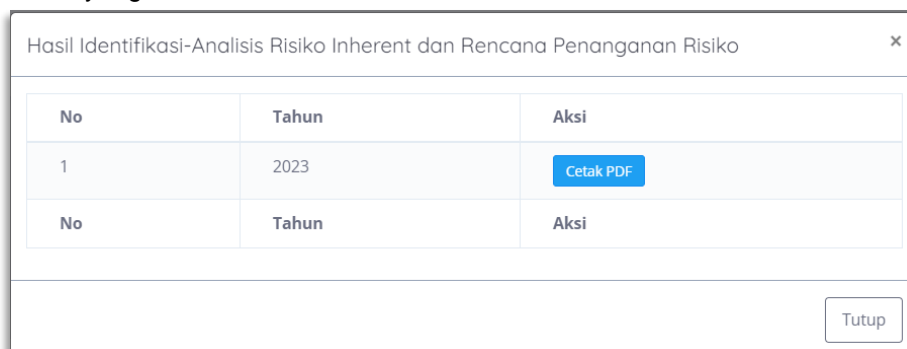 Hasil Identifikasi-Analisis Risiko Inherent dan Rencana Penanganan Risiko ×
No Tahun Aksi
1 2023 Cetak PDF
No Tahun Aksi
Tutup